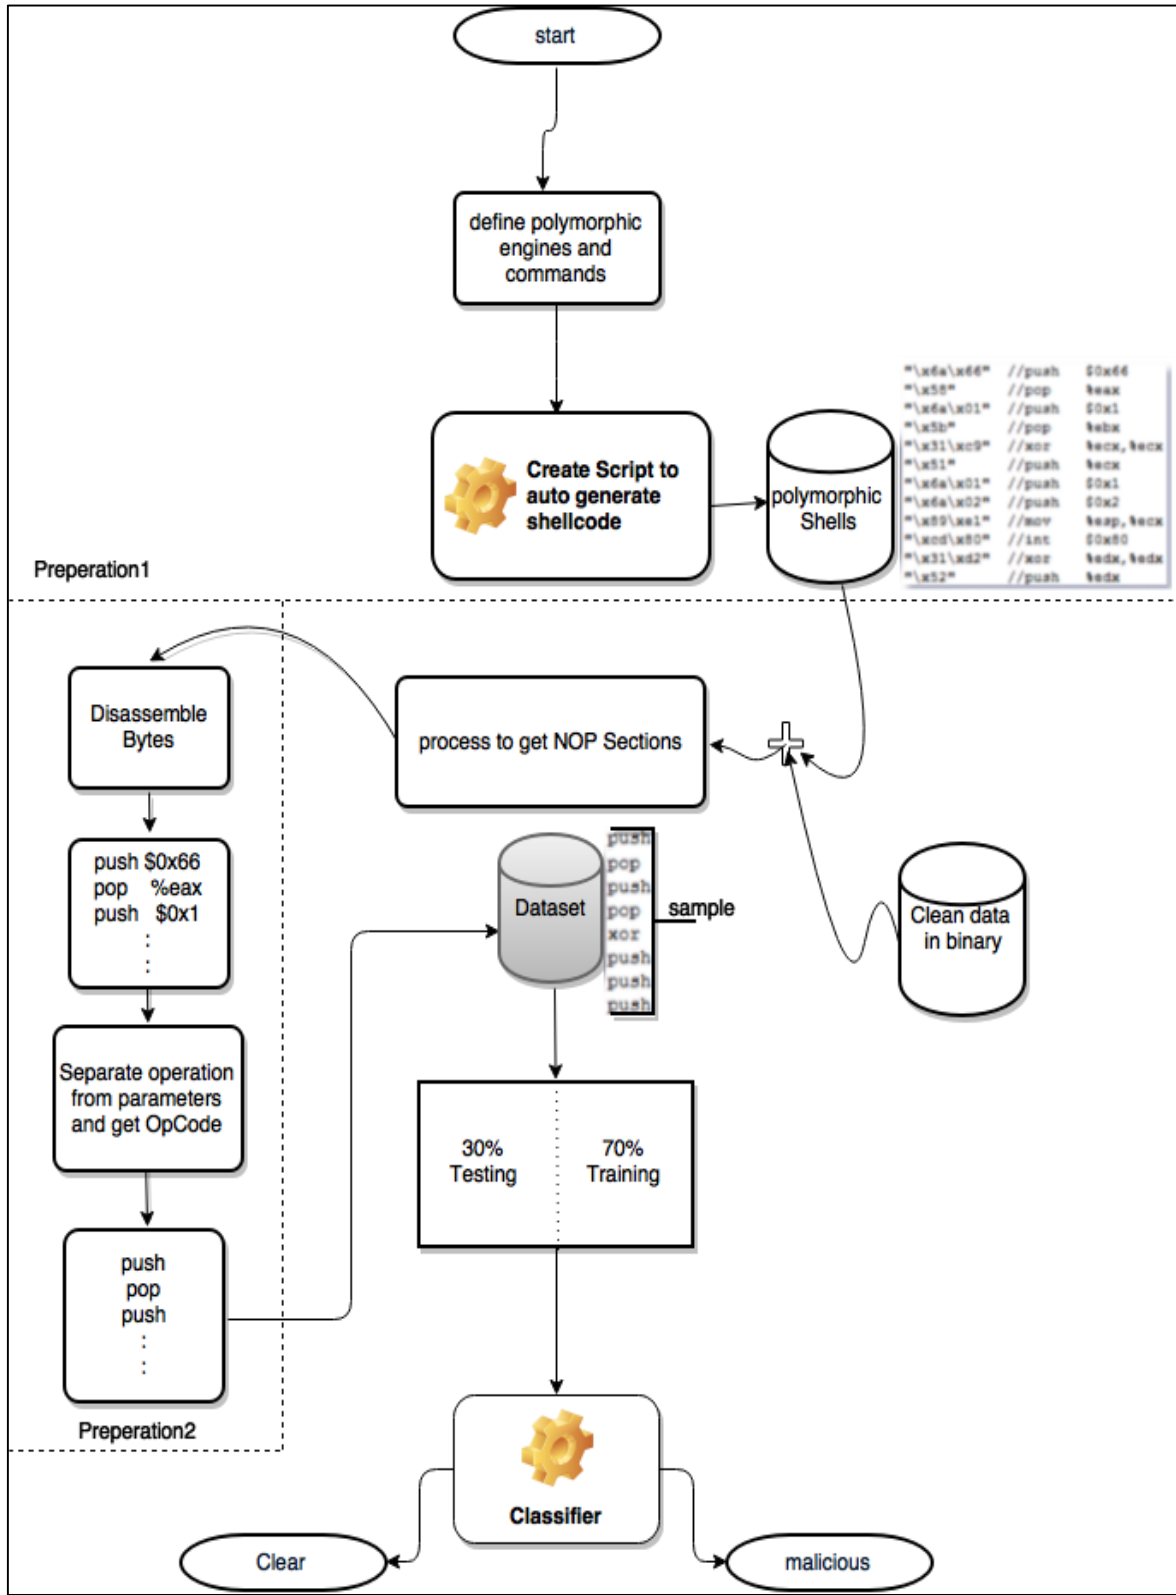 start
define polymorphic
engines and
commands
Create Script to
auto generate
shellcode
polymorphic
Shells
"\x6a\x66" //push $0x66
"\x58" //pop %eax
"\x6a\x01" //push $0x1
"\x5b" //pop %ebx
"\x31\xc9" //xor %ecx,%ecx
"\x51" //push %ecx
"\x6a\x01" //push $0x1
"\x6a\x02" //push $0x2
"\x89\xe1" //mov %esp,%ecx
"\xcd\x80" //int $0x80
"\x31\xd2" //xor %edx,%edx
"\x52" //push %edx
Preperation1
Disassemble
Bytes
process to get NOP Sections
push $0x66
pop %eax
push $0x1
:
:
Dataset
push
pop
push
pop
xor
push
push
push
sample
Clean data
in binary
Separate operation
from parameters
and get OpCode
30%
Testing
70%
Training
push
pop
push
:
:
Preperation2
Classifier
Clear
malicious